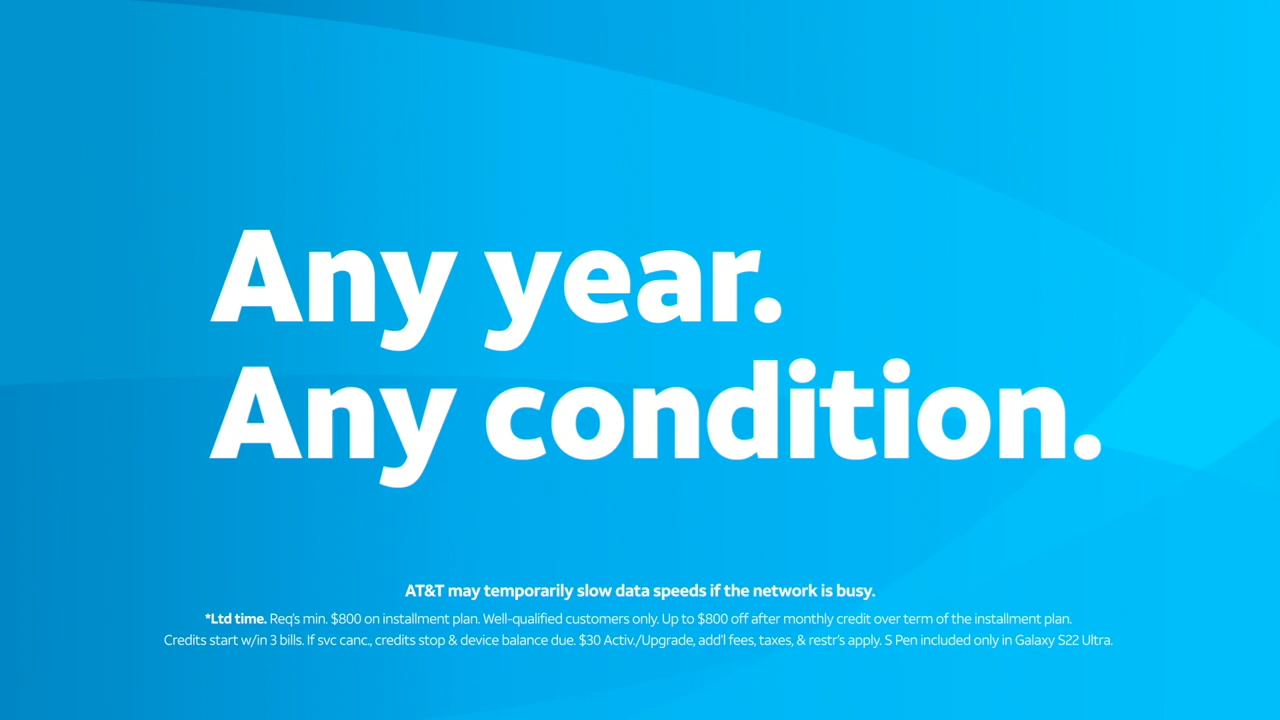 Any year.
Any condition.
AT&T may temporarily slow data speeds if the network is busy.
*Ltd time. Req's min. $800 on installment plan. Well-qualified customers only. Up to $800 off after monthly credit over term of the installment plan.
Credits start w/in 3 bills. If svc canc., credits stop & device balance due. $30 Activ./Upgrade, add'l fees, taxes, & restr's apply. S Pen included only in Galaxy S22 Ultra.